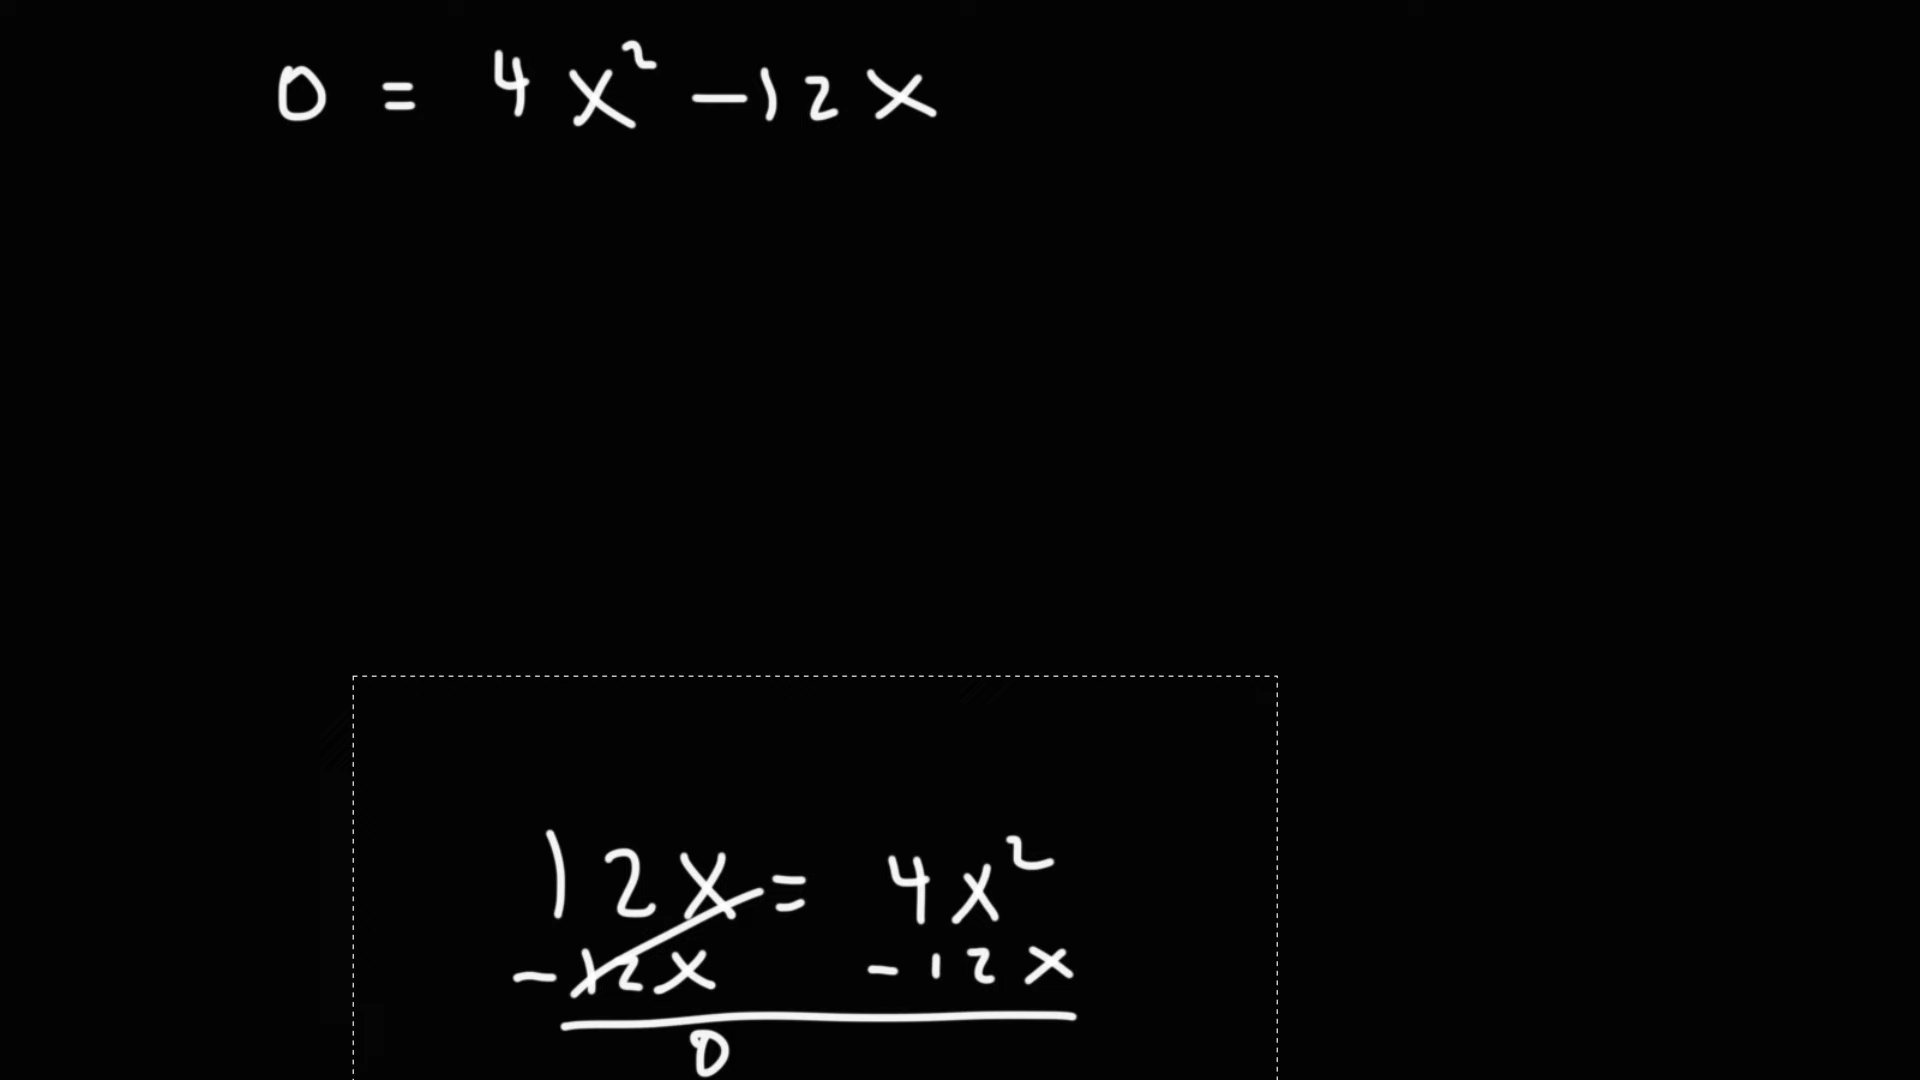 0 = 4x² -12x
12x = 4x²
-12x -12x
0